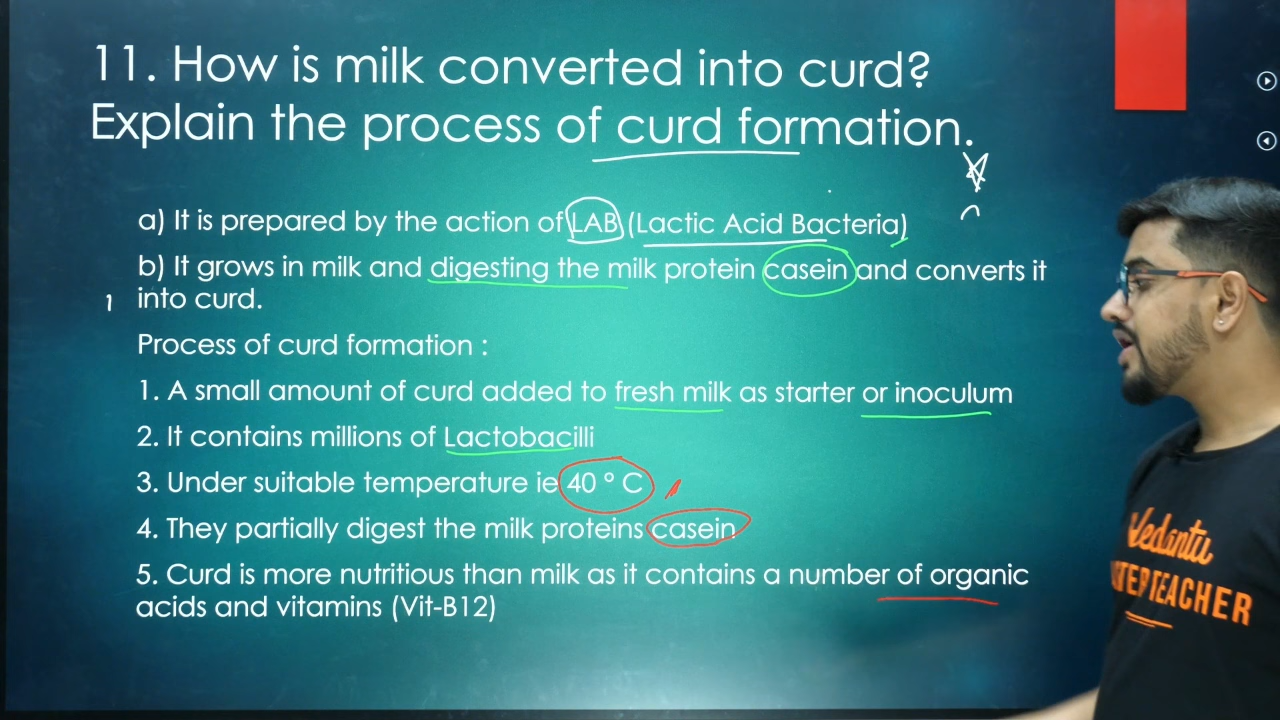 11. How is milk converted into curd?
Explain the process of curd formation.
a) It is prepared by the action of LAB (Lactic Acid Bacteria)
b) It grows in milk and digesting the milk protein casein and converts it
into curd.
Process of curd formation :
1. A small amount of curd added to fresh milk as starter or inoculum
2. It contains millions of Lactobacilli
3. Under suitable temperature ie 40 º C
4. They partially digest the milk proteins casein
5. Curd is more nutritious than milk as it contains a number of organic
acids and vitamins (Vit-B12)
Vedantu
TEACHER